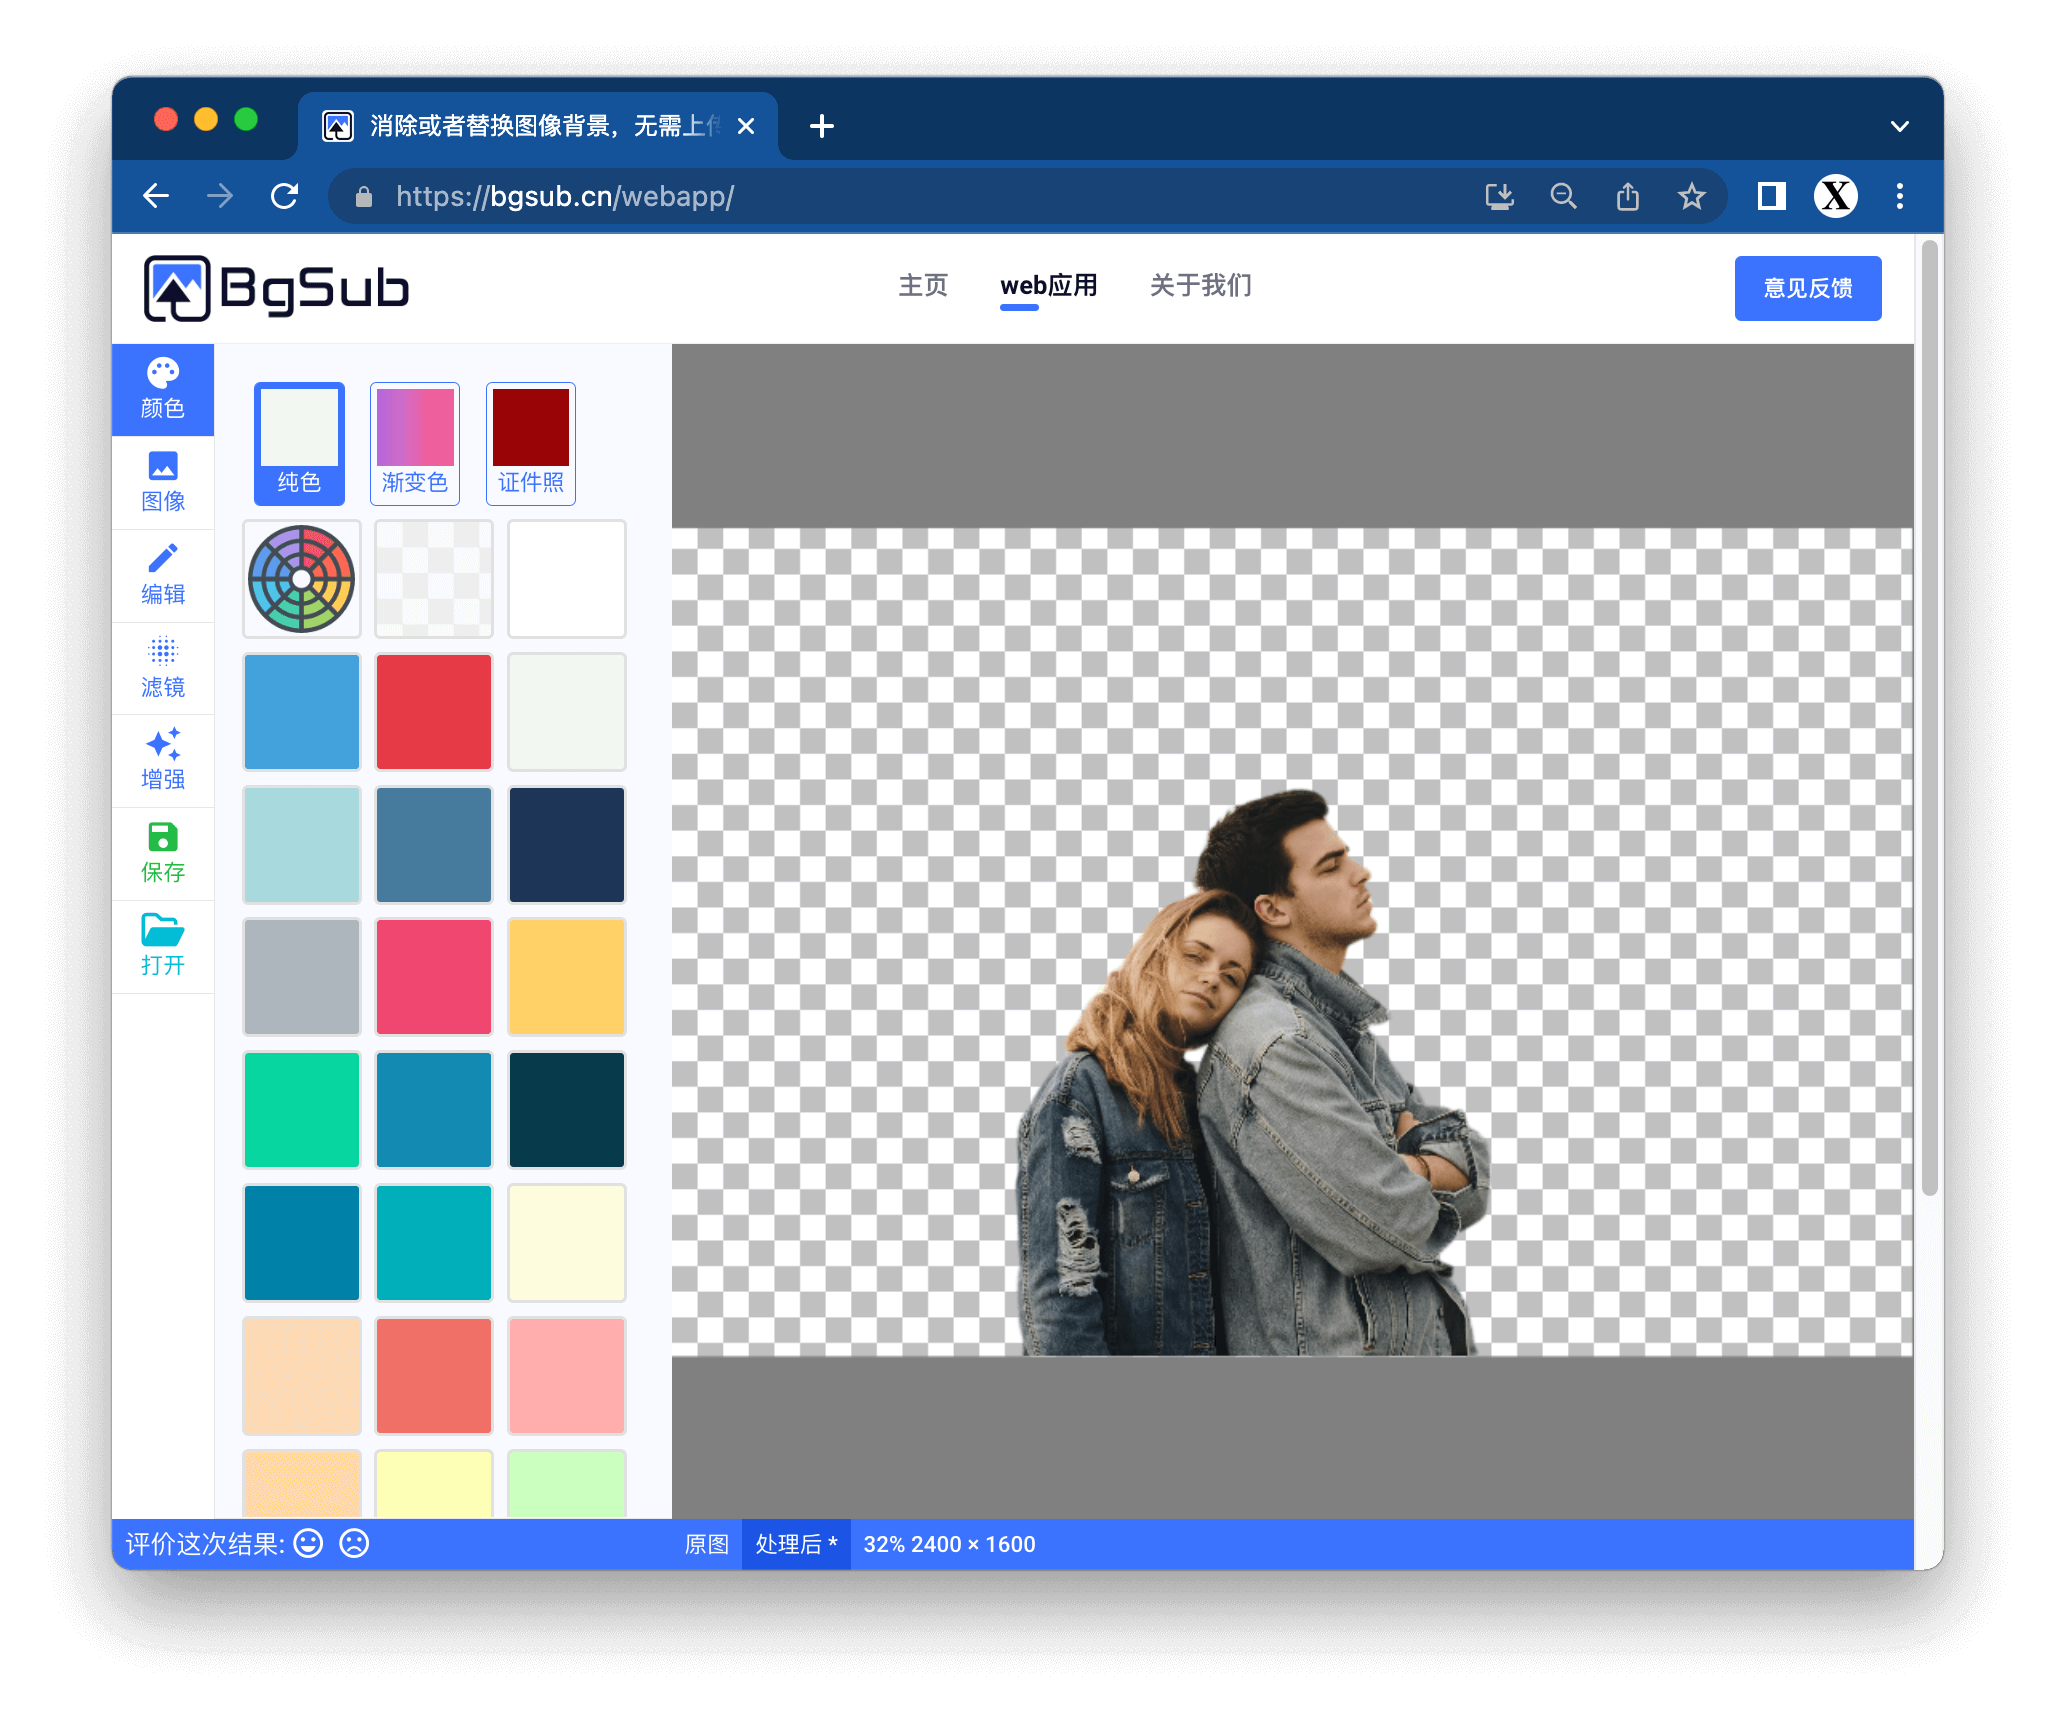 消除或者替换图像背景，无需上传
https://bgsub.cn/webapp/
X
BgSub
主页
web应用
关于我们
意见反馈
颜色
图像
编辑
滤镜
增强
保存
打开
纯色
渐变色
证件照
评价这次结果:
原图
处理后 *
32% 2400 × 1600